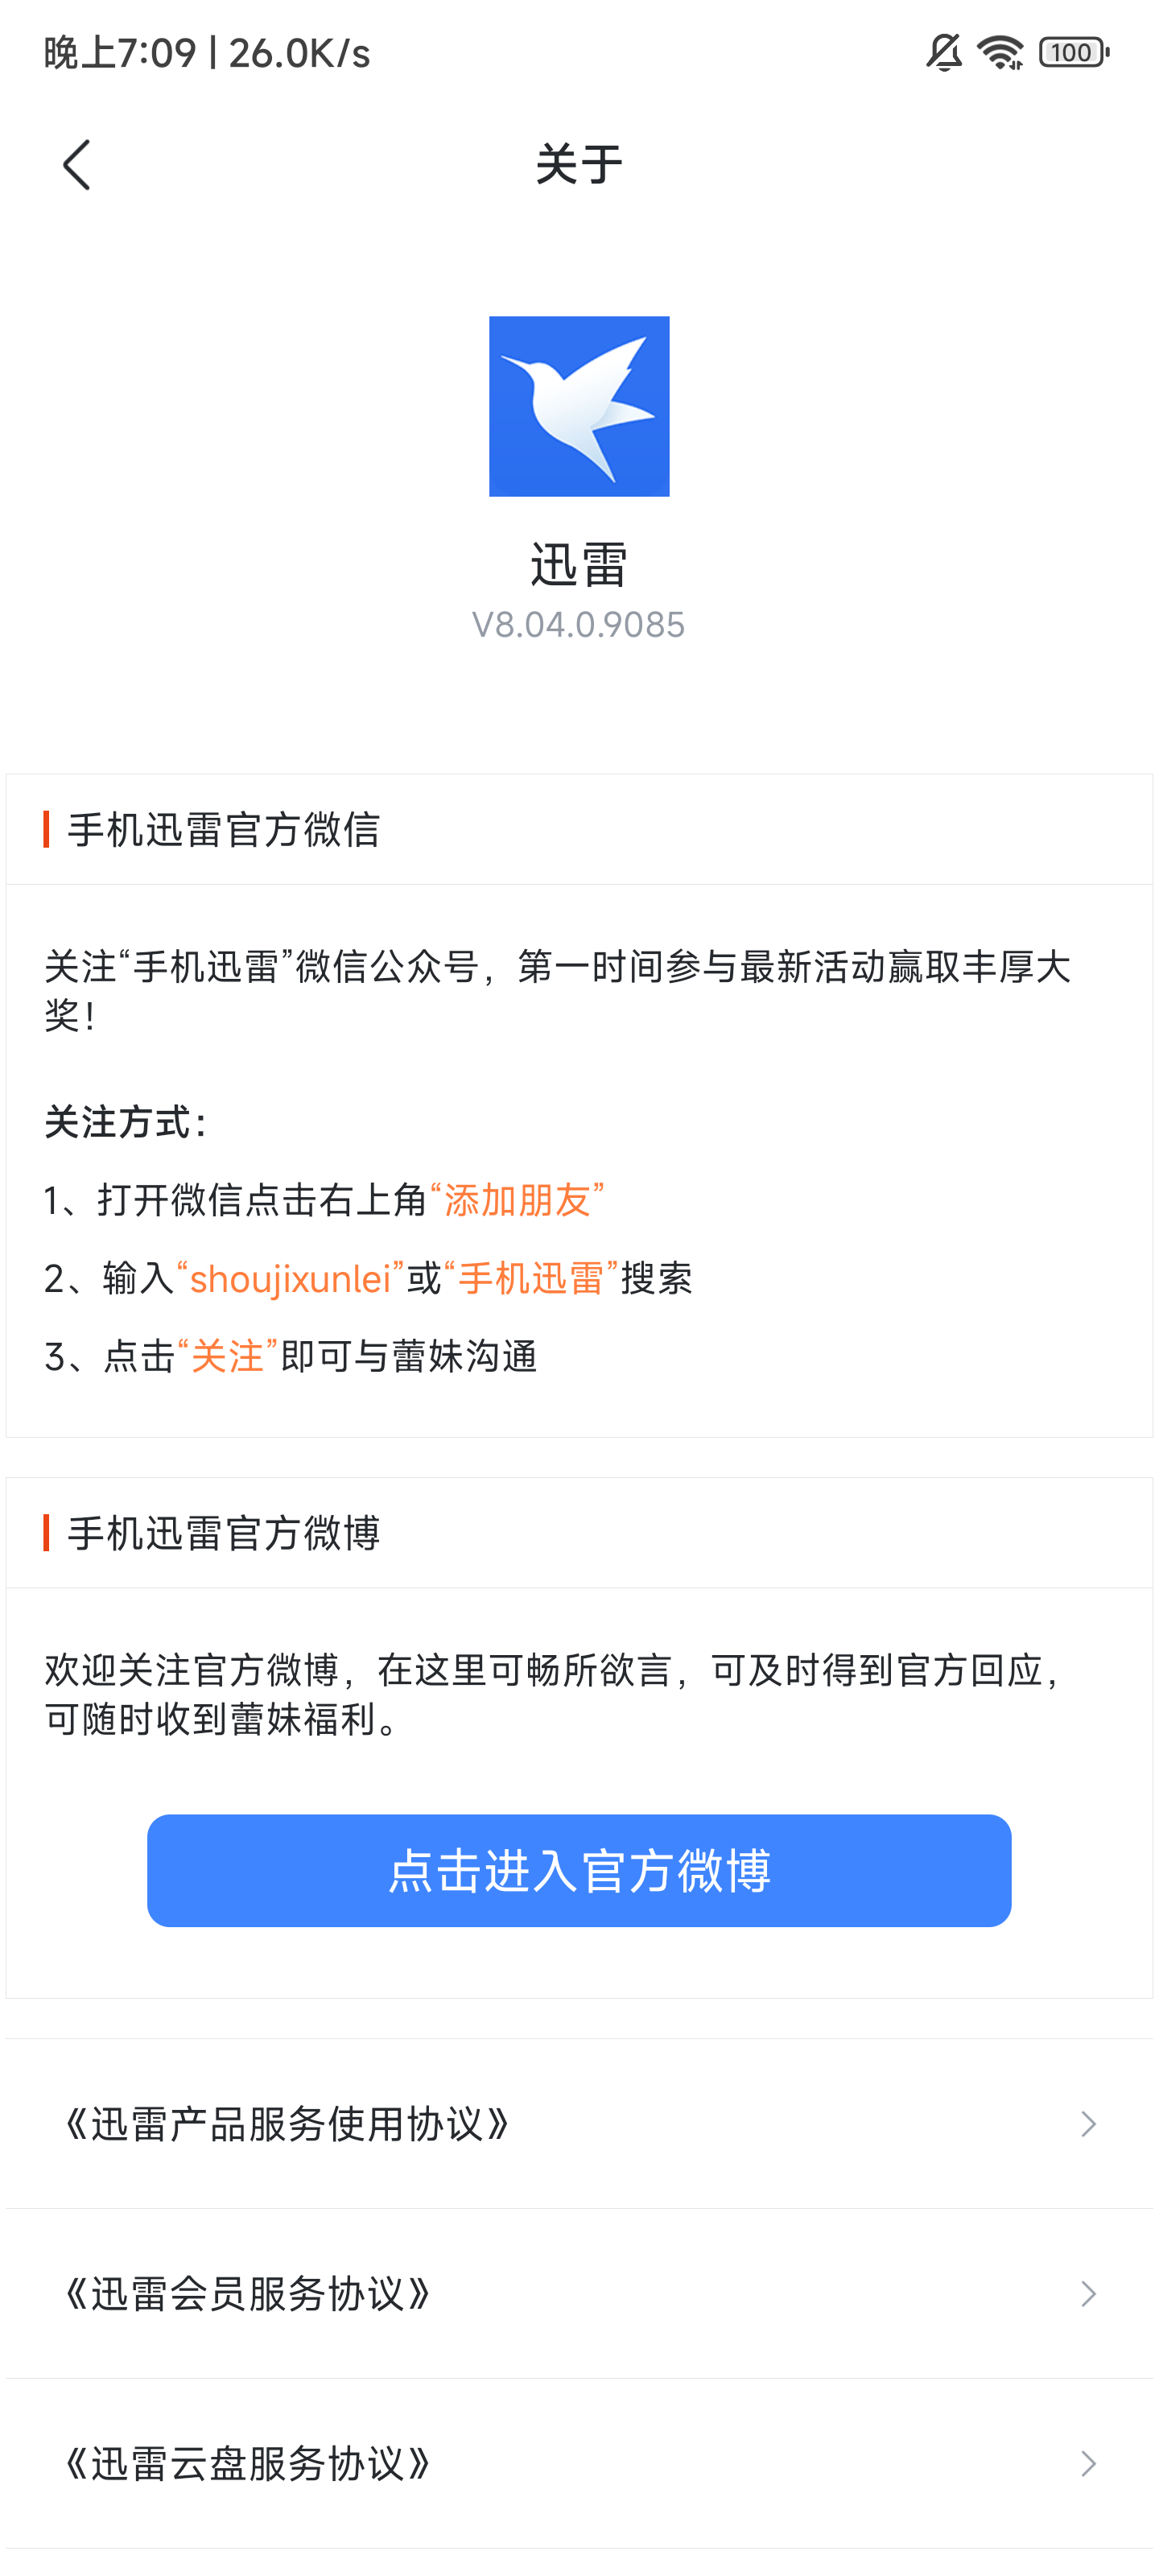 晚上7:09 | 26.0K/s
100
关于
迅雷
V8.04.0.9085
手机迅雷官方微信
关注“手机迅雷”微信公众号，第一时间参与最新活动赢取丰厚大
奖！
关注方式：
1、打开微信点击右上角“添加朋友”
2、输入“shoujixunlei”或“手机迅雷”搜索
3、点击“关注”即可与蕾妹沟通
手机迅雷官方微博
欢迎关注官方微博，在这里可畅所欲言，可及时得到官方回应，
可随时收到蕾妹福利。
点击进入官方微博
《迅雷产品服务使用协议》
《迅雷会员服务协议》
《迅雷云盘服务协议》